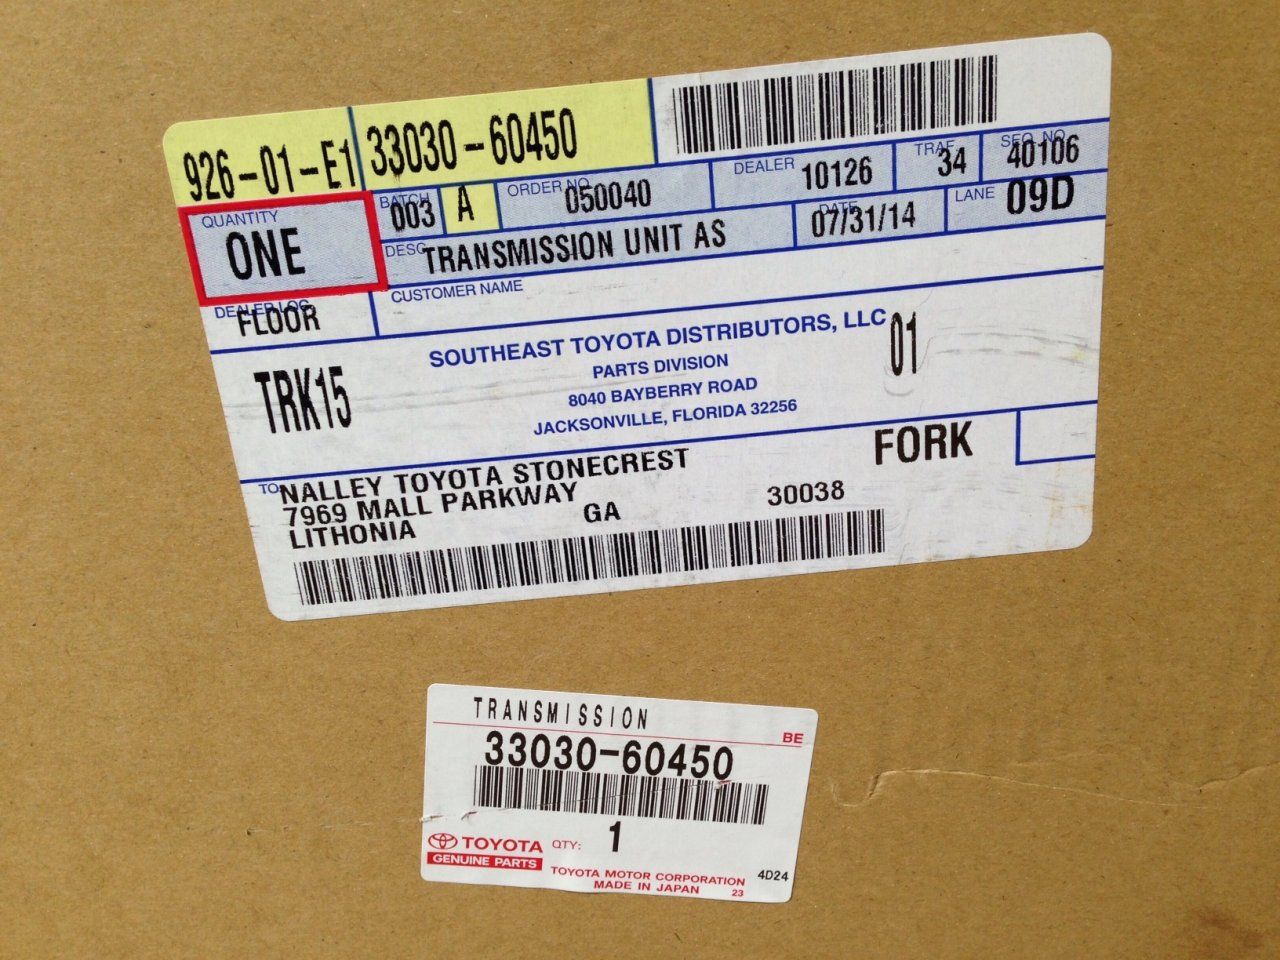 926-01-E1 33030-60450
QUANTITY ONE
BATCH 003 A ORDER NO 050040 DEALER 10126 TRAF 34 SEQ NO 40106
DESC TRANSMISSION UNIT AS DATE 07/31/14 LANE 09D
DEALER LOC FLOOR
CUSTOMER NAME
TRK15
SOUTHEAST TOYOTA DISTRIBUTORS, LLC 01
PARTS DIVISION
8040 BAYBERRY ROAD
JACKSONVILLE, FLORIDA 32256
FORK
TO NALLEY TOYOTA STONECREST
7969 MALL PARKWAY
LITHONIA GA 30038
TRANSMISSION
BE
33030-60450
TOYOTA QTY: 1
GENUINE PARTS
TOYOTA MOTOR CORPORATION 4D24
MADE IN JAPAN 23